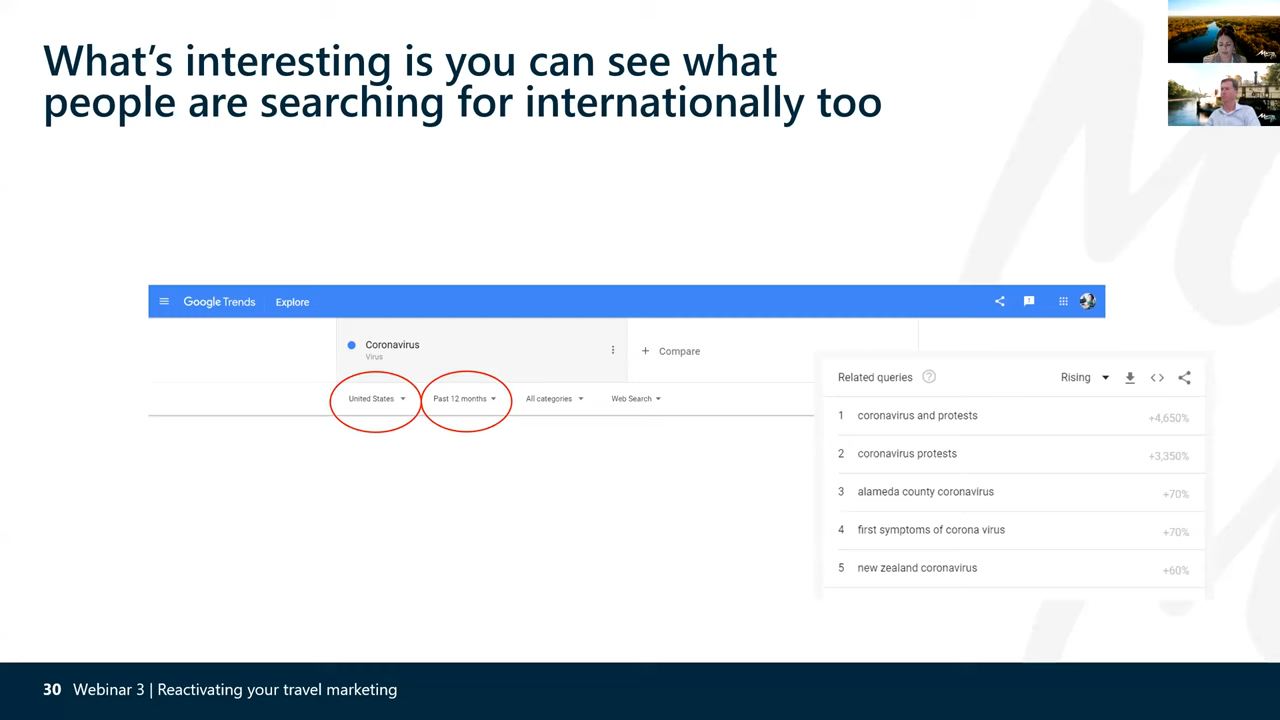 What's interesting is you can see what
people are searching for internationally too
Google Trends Explore
Coronavirus
Virus
+ Compare
United States Past 12 months All categories Web Search
Related queries ? Rising
1 coronavirus and protests +4,650%
2 coronavirus protests +3,350%
3 alameda county coronavirus +70%
4 first symptoms of corona virus +70%
5 new zealand coronavirus +60%
30 Webinar 3 | Reactivating your travel marketing